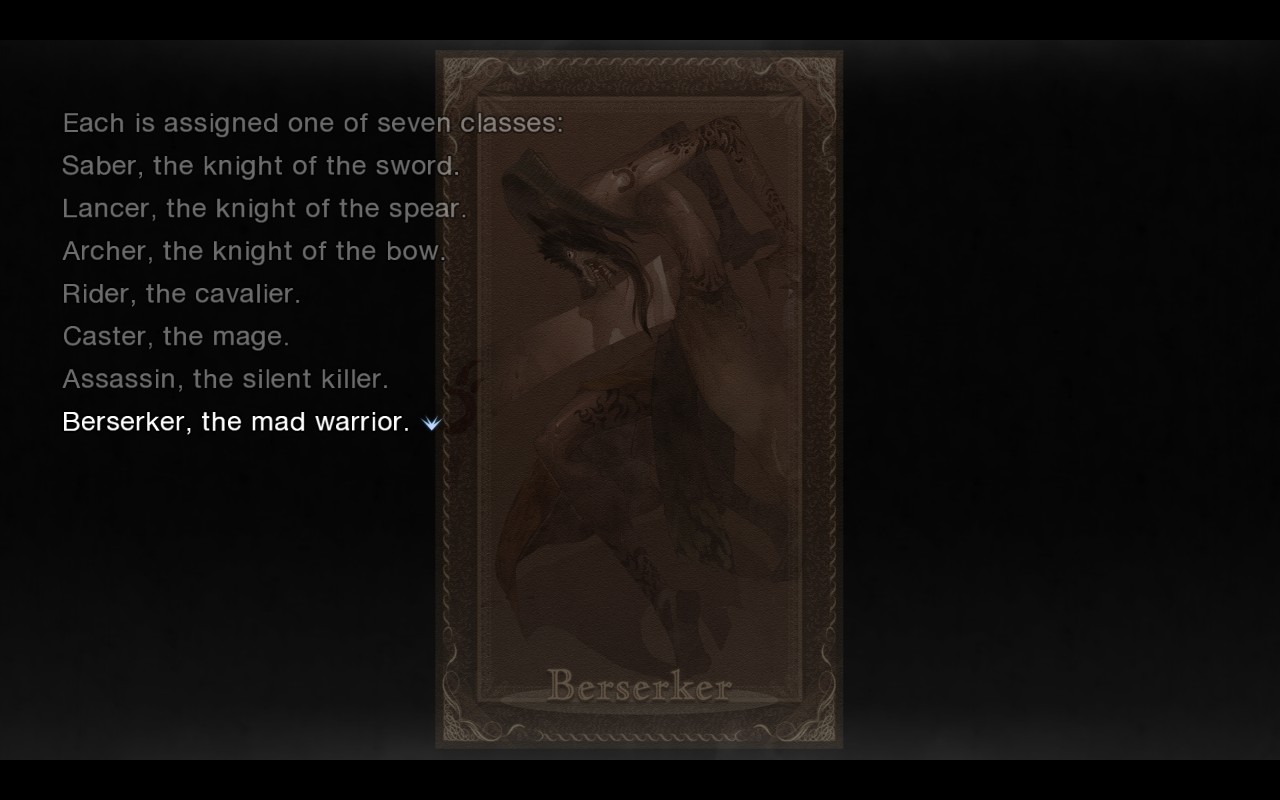 Each is assigned one of seven classes:
Saber, the knight of the sword.
Lancer, the knight of the spear.
Archer, the knight of the bow.
Rider, the cavalier.
Caster, the mage.
Assassin, the silent killer.
Berserker, the mad warrior.
Berserker